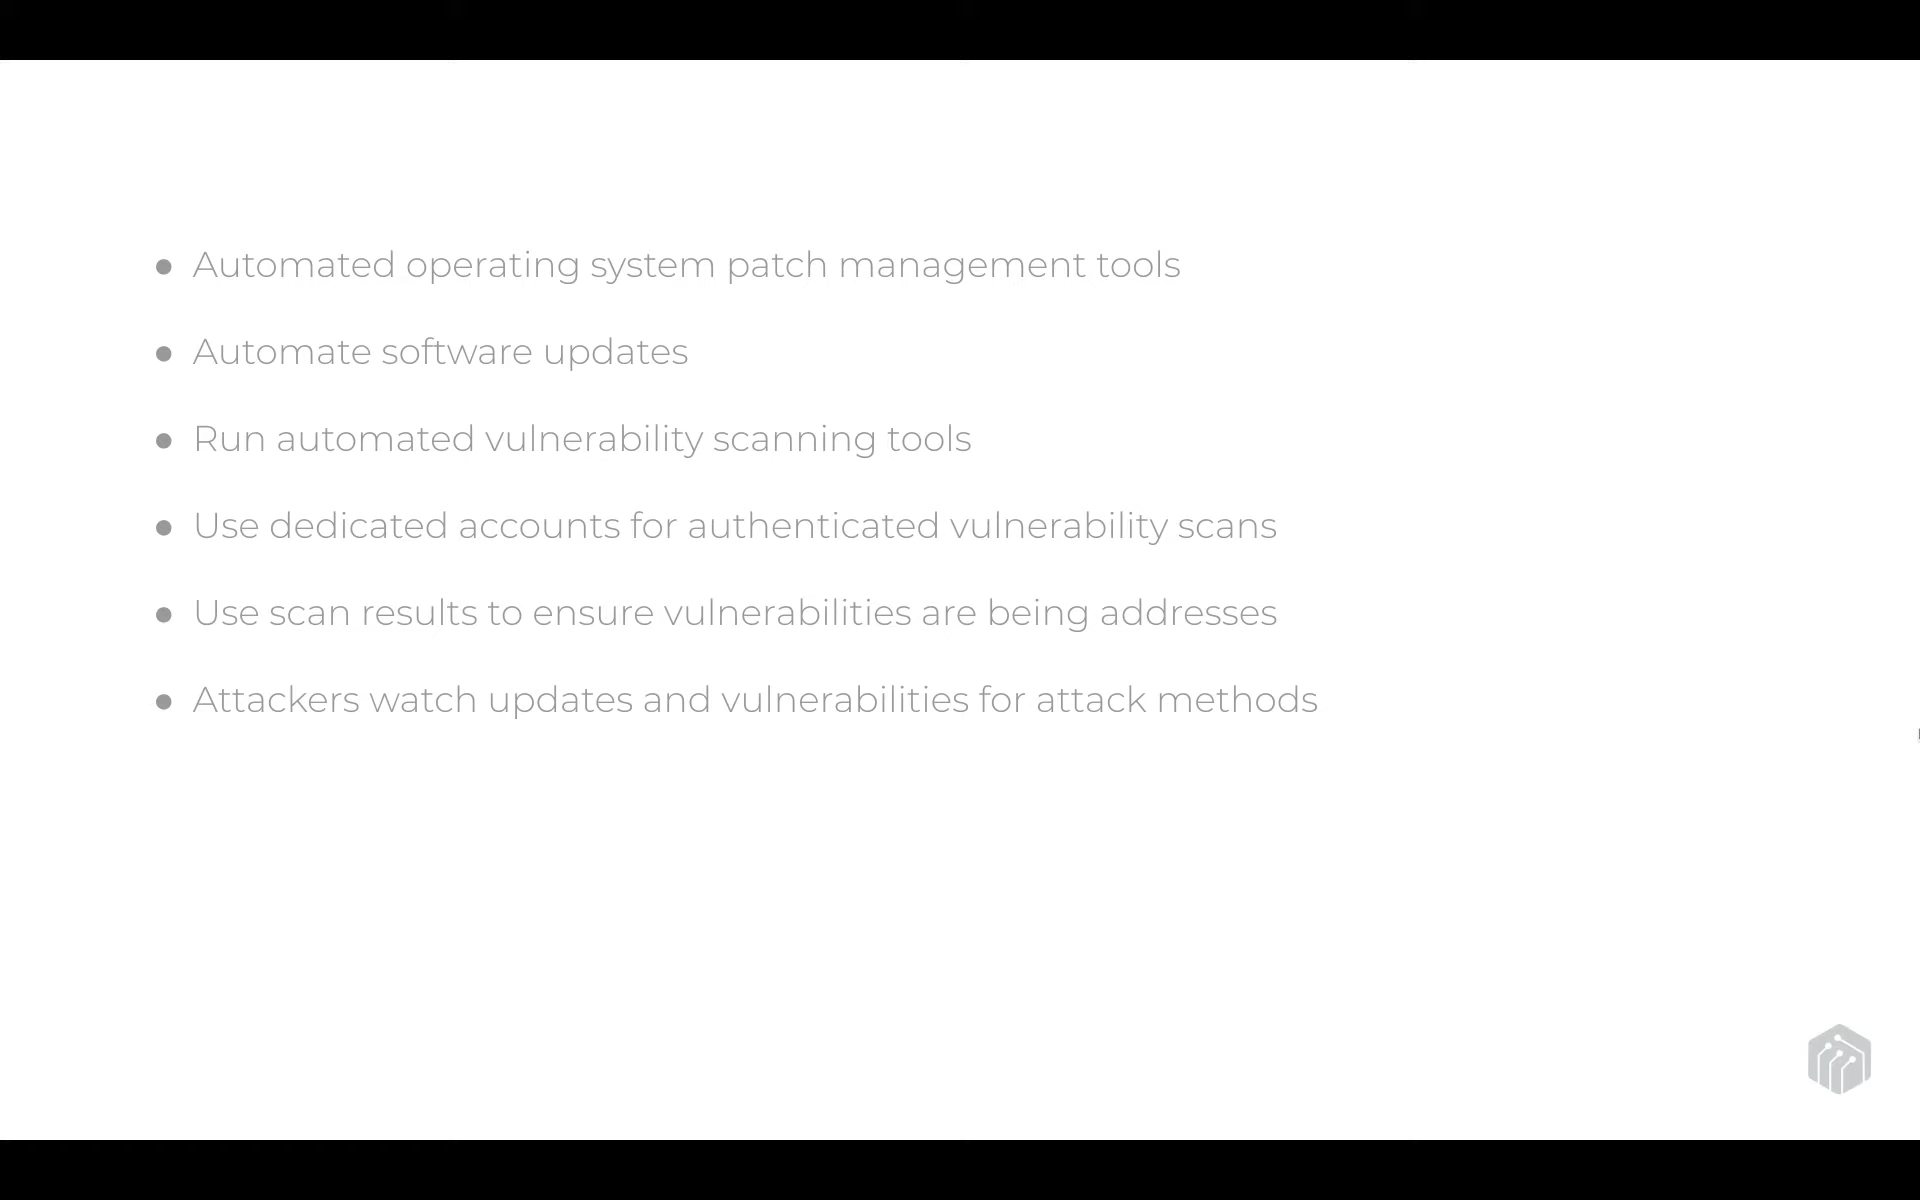 ● Automated operating system patch management tools
● Automate software updates
● Run automated vulnerability scanning tools
● Use dedicated accounts for authenticated vulnerability scans
● Use scan results to ensure vulnerabilities are being addresses
● Attackers watch updates and vulnerabilities for attack methods